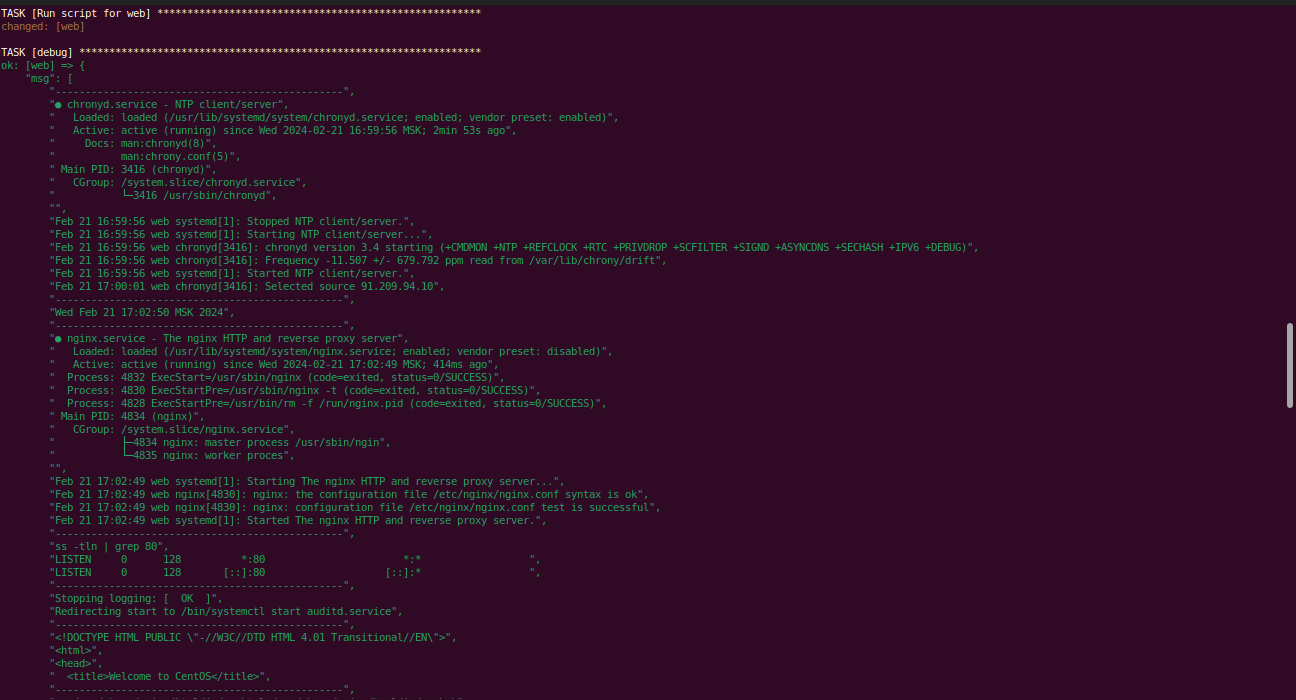 TASK [Run script for web] ******************************************************
changed: [web]
TASK [debug] *******************************************************************
ok: [web] => {
    "msg": [
        "------------------------------------------------",
        "● chronyd.service - NTP client/server",
        "   Loaded: loaded (/usr/lib/systemd/system/chronyd.service; enabled; vendor preset: enabled)",
        "   Active: active (running) since Wed 2024-02-21 16:59:56 MSK; 2min 53s ago",
        "     Docs: man:chronyd(8)",
        "           man:chrony.conf(5)",
        " Main PID: 3416 (chronyd)",
        "   CGroup: /system.slice/chronyd.service",
        "           └─3416 /usr/sbin/chronyd",
        "",
        "Feb 21 16:59:56 web systemd[1]: Stopped NTP client/server.",
        "Feb 21 16:59:56 web systemd[1]: Starting NTP client/server...",
        "Feb 21 16:59:56 web chronyd[3416]: chronyd version 3.4 starting (+CMDMON +NTP +REFCLOCK +RTC +PRIVDROP +SCFILTER +SIGND +ASYNCDNS +SECHASH +IPV6 +DEBUG)",
        "Feb 21 16:59:56 web chronyd[3416]: Frequency -11.507 +/- 679.792 ppm read from /var/lib/chrony/drift",
        "Feb 21 16:59:56 web systemd[1]: Started NTP client/server.",
        "Feb 21 17:00:01 web chronyd[3416]: Selected source 91.209.94.10",
        "------------------------------------------------",
        "Wed Feb 21 17:02:50 MSK 2024",
        "------------------------------------------------",
        "● nginx.service - The nginx HTTP and reverse proxy server",
        "   Loaded: loaded (/usr/lib/systemd/system/nginx.service; enabled; vendor preset: disabled)",
        "   Active: active (running) since Wed 2024-02-21 17:02:49 MSK; 414ms ago",
        "  Process: 4832 ExecStart=/usr/sbin/nginx (code=exited, status=0/SUCCESS)",
        "  Process: 4830 ExecStartPre=/usr/sbin/nginx -t (code=exited, status=0/SUCCESS)",
        "  Process: 4828 ExecStartPre=/usr/bin/rm -f /run/nginx.pid (code=exited, status=0/SUCCESS)",
        " Main PID: 4834 (nginx)",
        "   CGroup: /system.slice/nginx.service",
        "           ├─4834 nginx: master process /usr/sbin/ngin",
        "           └─4835 nginx: worker proces",
        "",
        "Feb 21 17:02:49 web systemd[1]: Starting The nginx HTTP and reverse proxy server...",
        "Feb 21 17:02:49 web nginx[4830]: nginx: the configuration file /etc/nginx/nginx.conf syntax is ok",
        "Feb 21 17:02:49 web nginx[4830]: nginx: configuration file /etc/nginx/nginx.conf test is successful",
        "Feb 21 17:02:49 web systemd[1]: Started The nginx HTTP and reverse proxy server.",
        "------------------------------------------------",
        "ss -tln | grep 80",
        "LISTEN     0      128          *:80                       *:*                  ",
        "LISTEN     0      128       [::]:80                    [::]:*                  ",
        "------------------------------------------------",
        "Stopping logging: [  OK  ]",
        "Redirecting start to /bin/systemctl start auditd.service",
        "------------------------------------------------",
        "<!DOCTYPE HTML PUBLIC \"-//W3C//DTD HTML 4.01 Transitional//EN\">",
        "<html>",
        "<head>",
        "  <title>Welcome to CentOS</title>",
        "------------------------------------------------",